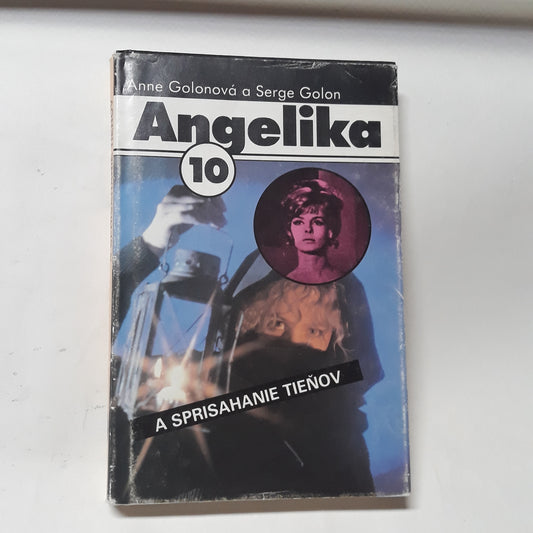 Anne Golonová a Serge Golon
Angelika
10
A SPRISAHANIE TIEŇOV